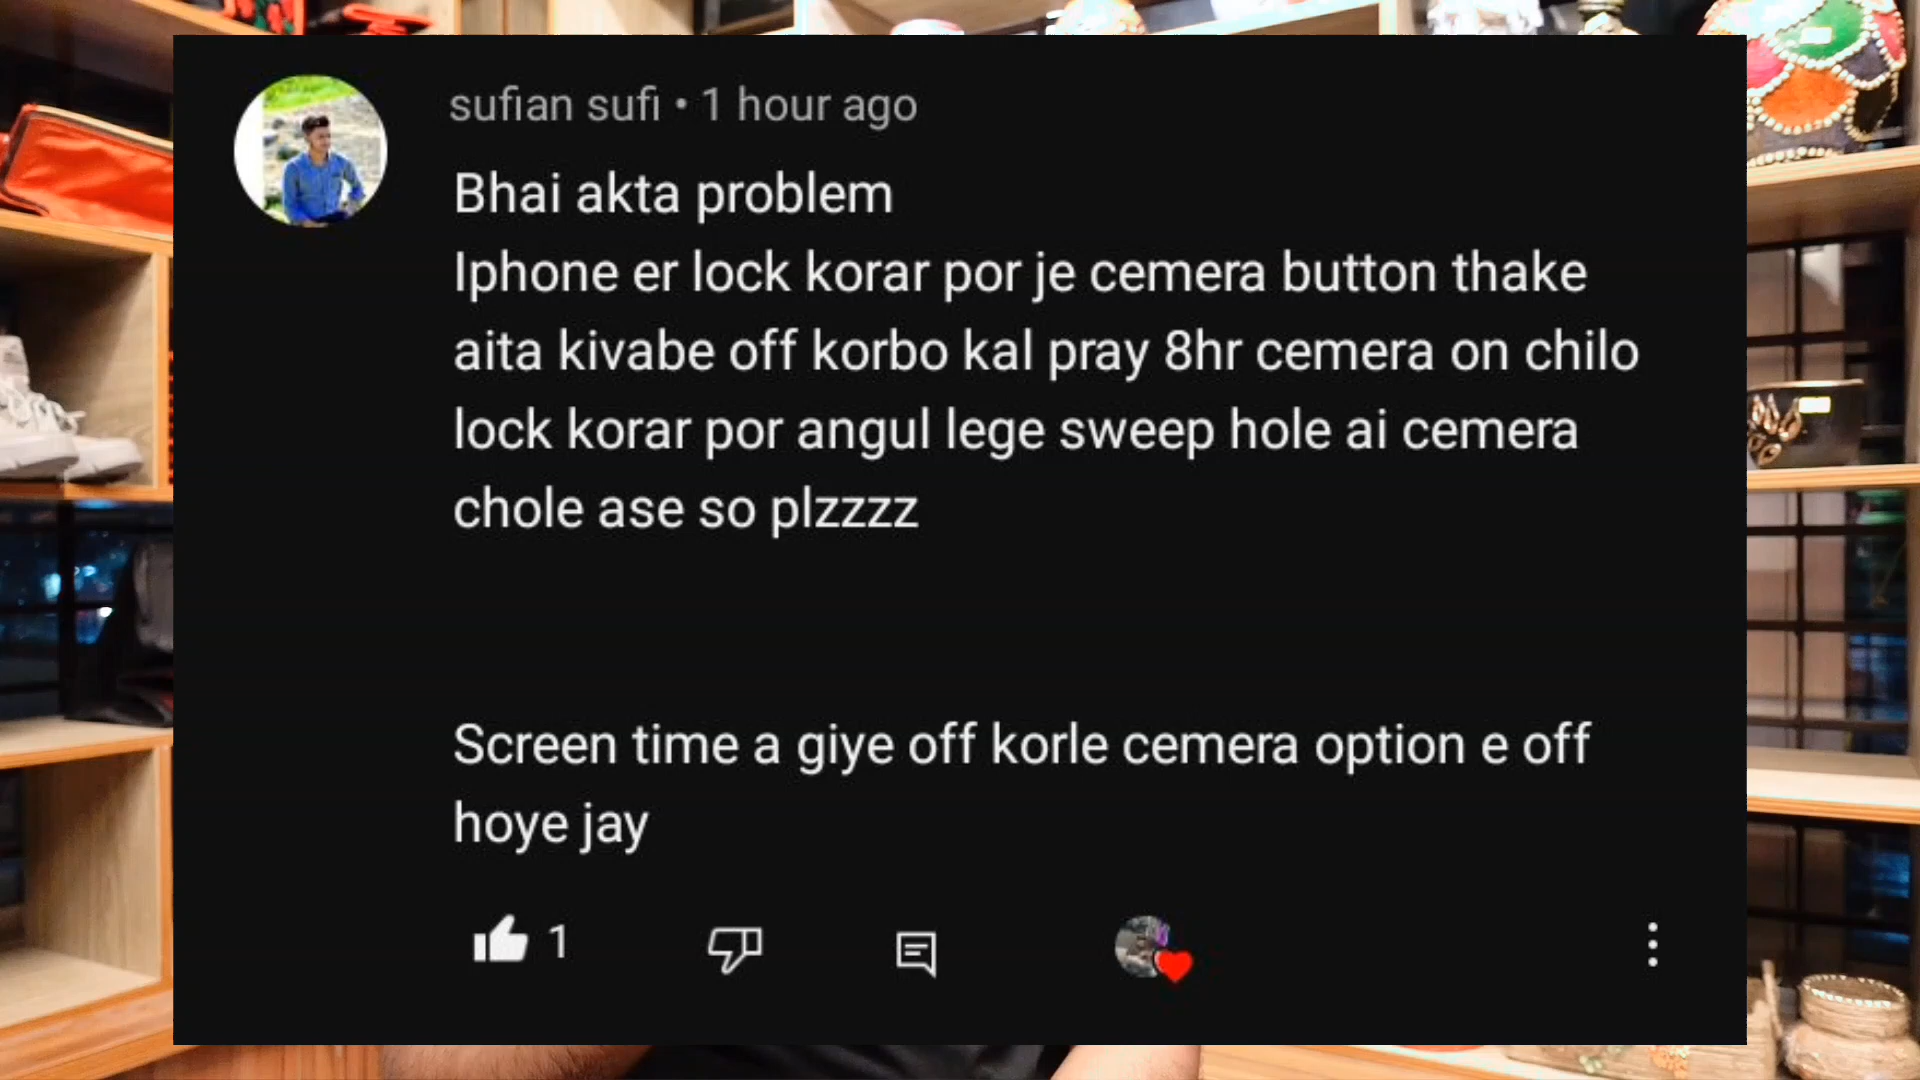 sufian sufi • 1 hour ago
Bhai akta problem
Iphone er lock korar por je cemera button thake
aita kivabe off korbo kal pray 8hr cemera on chilo
lock korar por angul lege sweep hole ai cemera
chole ase so plzzzz
Screen time a giye off korle cemera option e off
hoye jay
1